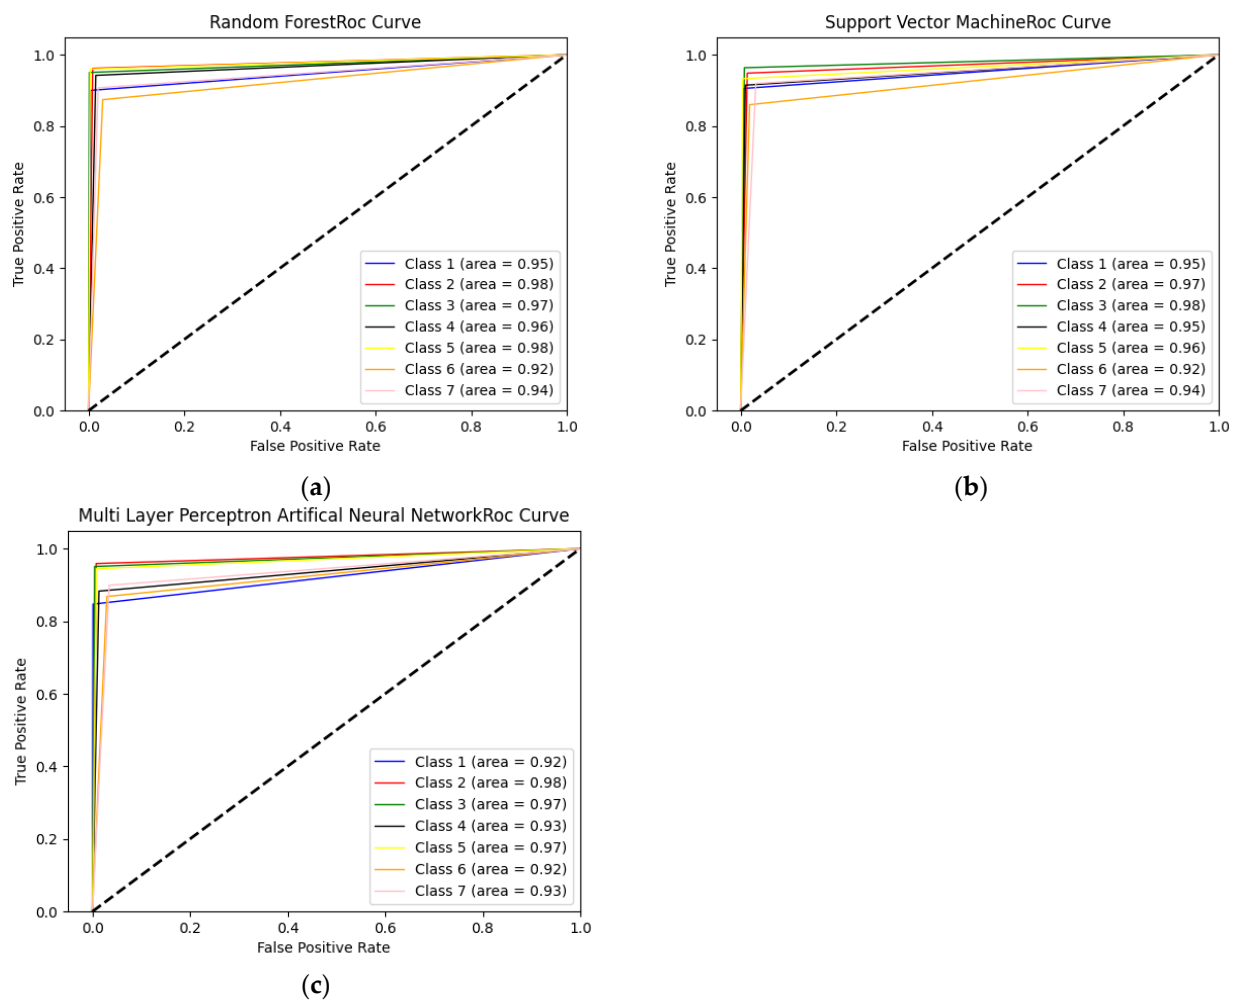 Random ForestRoc Curve
True Positive Rate
1.0
0.8
0.6
0.4
0.2
0.0
Class 1 (area = 0.95)
Class 2 (area = 0.98)
Class 3 (area = 0.97)
Class 4 (area = 0.96)
Class 5 (area = 0.98)
Class 6 (area = 0.92)
Class 7 (area = 0.94)
0.0 0.2 0.4 0.6 0.8 1.0
False Positive Rate
(a)
Support Vector MachineRoc Curve
True Positive Rate
1.0
0.8
0.6
0.4
0.2
0.0
Class 1 (area = 0.95)
Class 2 (area = 0.97)
Class 3 (area = 0.98)
Class 4 (area = 0.95)
Class 5 (area = 0.96)
Class 6 (area = 0.92)
Class 7 (area = 0.94)
0.0 0.2 0.4 0.6 0.8 1.0
False Positive Rate
(b)
Multi Layer Perceptron Artifical Neural NetworkRoc Curve
True Positive Rate
1.0
0.8
0.6
0.4
0.2
0.0
Class 1 (area = 0.92)
Class 2 (area = 0.98)
Class 3 (area = 0.97)
Class 4 (area = 0.93)
Class 5 (area = 0.97)
Class 6 (area = 0.92)
Class 7 (area = 0.93)
0.0 0.2 0.4 0.6 0.8 1.0
False Positive Rate
(c)